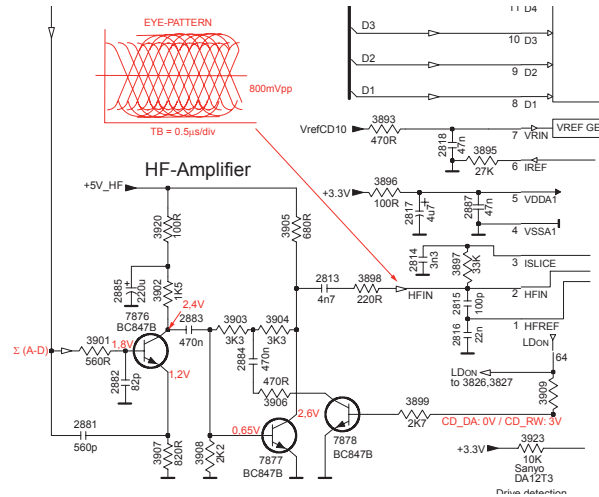 11 D4
EYE-PATTERN
D3
10 D3
D2
9 D2
800mVpp
D1
8 D1
TB = 0.5µs/div
3893
VrefCD10
470R
2818
47n
7 VRIN
VREF GE
3895
27K
6 IREF
HF-Amplifier
+5V_HF
3896
+3.3V
100R
2817
4u7
2887
47n
5 VDDA1
4 VSSA1
3920
100R
3905
680R
2814
3n3
3897
33K
3 ISLICE
2885
220u
3902
1K5
2813
4n7
3898
220R
HFIN
2815
100p
2 HFIN
7876
BC847B
2,4V
2883
470n
3903
3K3
3904
3K3
2816
22n
1 HFREF
LDON
64
Σ (A-D)
3901
560R
1,8V
2884
470n
2882
82p
1,2V
470R
3906
LDON
to 3826,3827
3909
2881
560p
0,65V
2,6V
3899
2K7
CD_DA: 0V / CD_RW: 3V
3907
820R
3908
2K2
7877
BC847B
7878
BC847B
+3.3V
3923
10K
Sanyo
DA12T3
Drive detection